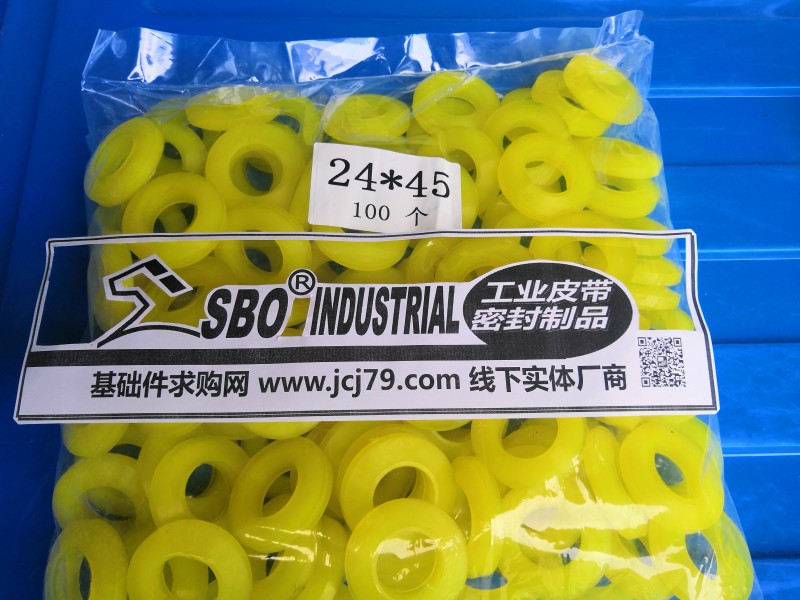 24*45
100 个
SBO® INDUSTRIAL
工业皮带
密封制品
基础件求购网 www.jcj79.com 线下实体厂商